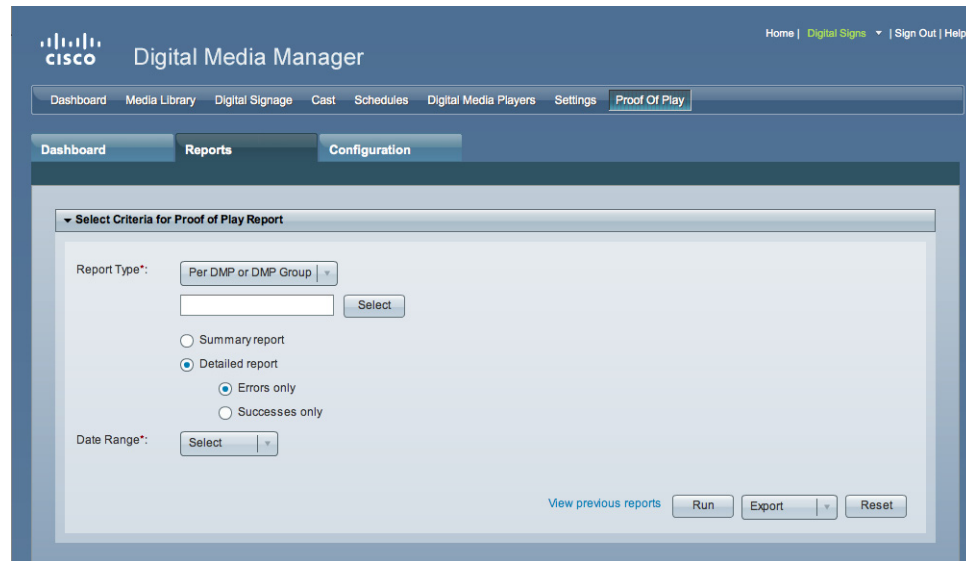 Home | Digital Signs | Sign Out | Help
CISCO Digital Media Manager
Dashboard Media Library Digital Signage Cast Schedules Digital Media Players Settings Proof Of Play
Dashboard Reports Configuration
Select Criteria for Proof of Play Report
Report Type*: Per DMP or DMP Group
Select
Summary report
Detailed report
Errors only
Successes only
Date Range*: Select
View previous reports Run Export Reset